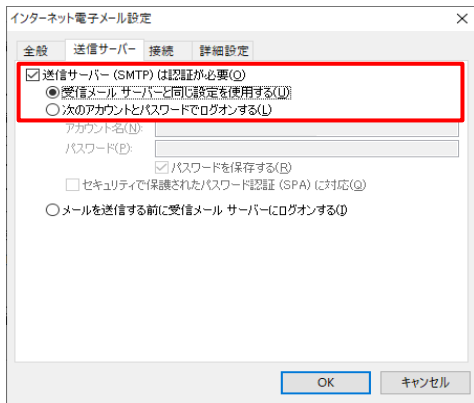 インターネット電子メール設定
全般 送信サーバー 接続 詳細設定
送信サーバー (SMTP) は認証が必要(O)
受信メール サーバーと同じ設定を使用する(U)
次のアカウントとパスワードでログオンする(L)
アカウント名(N):
パスワード(P):
パスワードを保存する(R)
セキュリティで保護されたパスワード認証 (SPA) に対応(Q)
メールを送信する前に受信メール サーバーにログオンする(I)
OK キャンセル